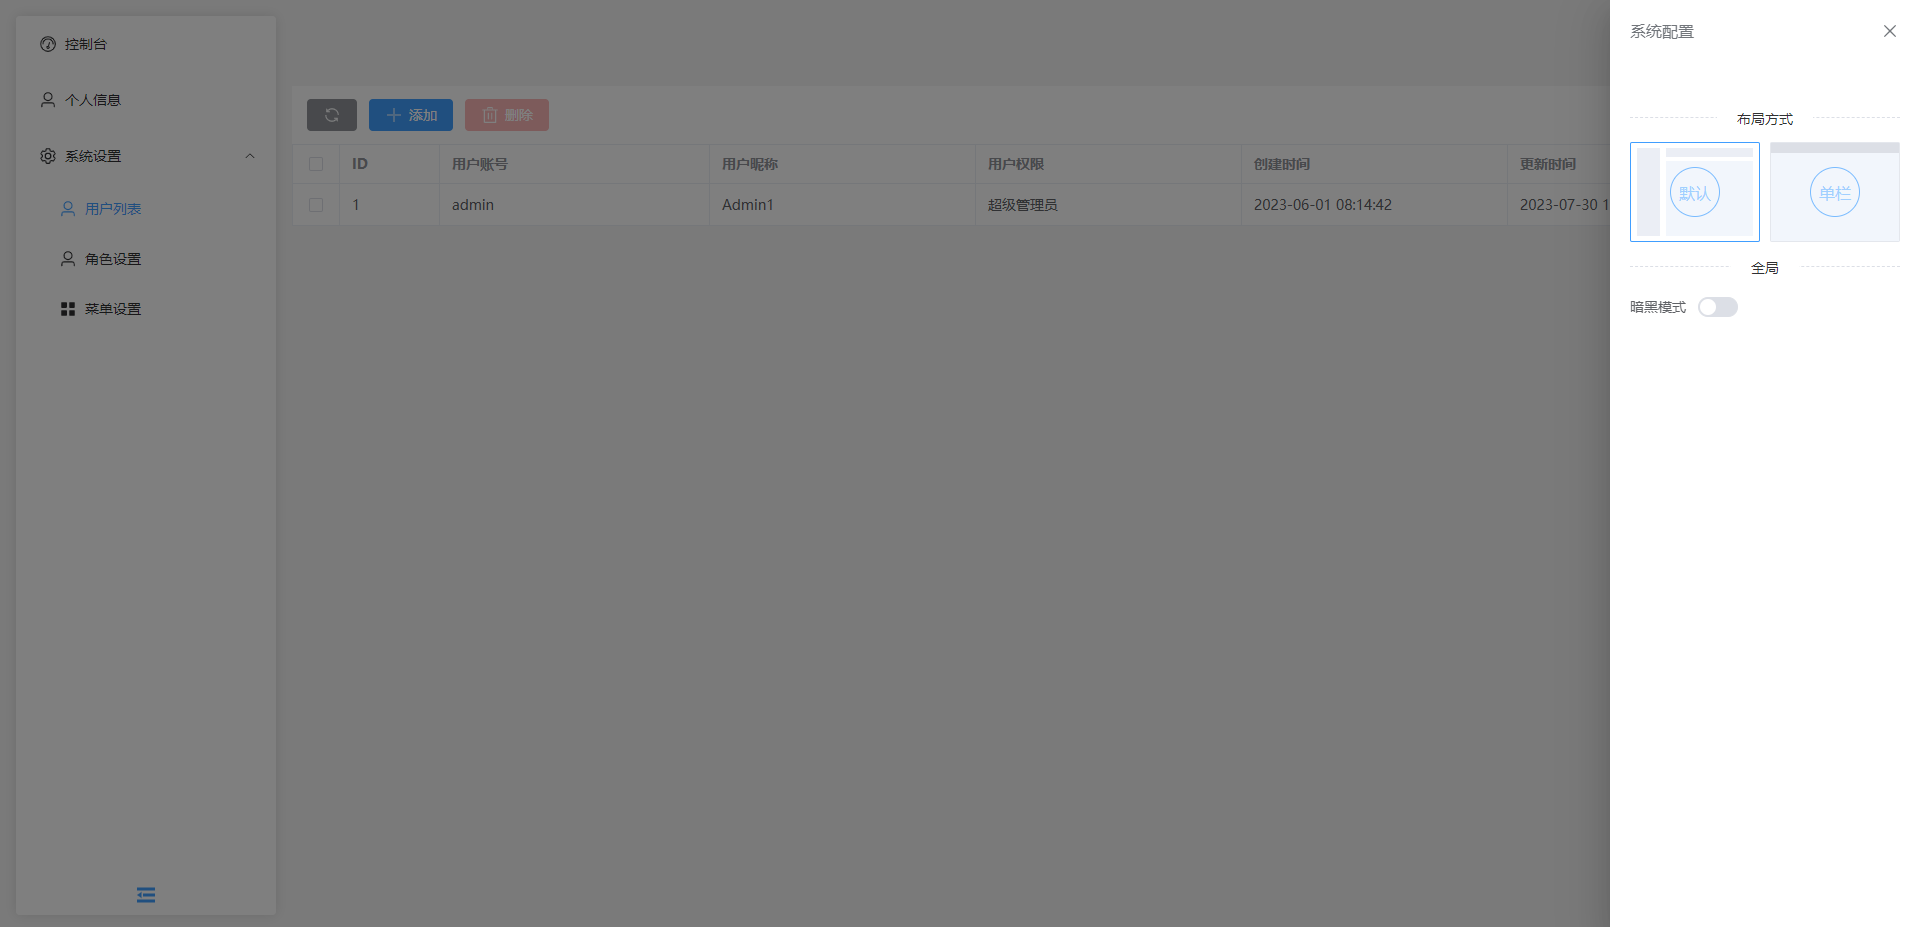 控制台
个人信息
系统设置
用户列表
角色设置
菜单设置
添加 删除
ID 用户账号 用户昵称 用户权限 创建时间 更新时间
1 admin Admin1 超级管理员 2023-06-01 08:14:42 2023-07-30 1
系统配置
布局方式
默认 单栏
全局
暗黑模式